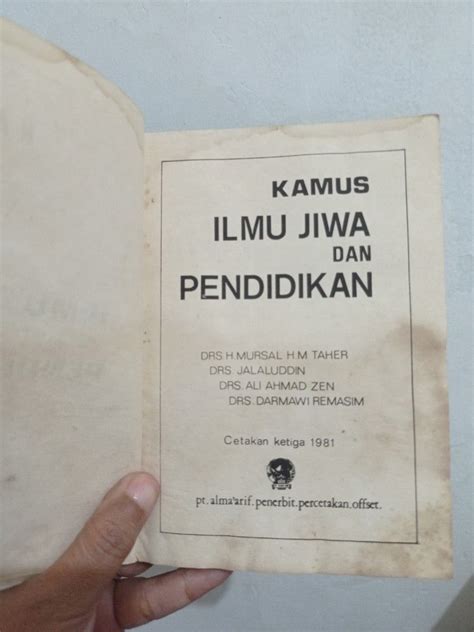 KAMUS
ILMU JIWA
DAN
PENDIDIKAN
DRS H. MURSAL H.M TAHER
DRS. JALALUDDIN
DRS. ALI AHMAD ZEN
DRS. DARMAWI REMASIM
Cetakan ketiga 1981
pt. alma'arif. penerbit. percetakan. offset.